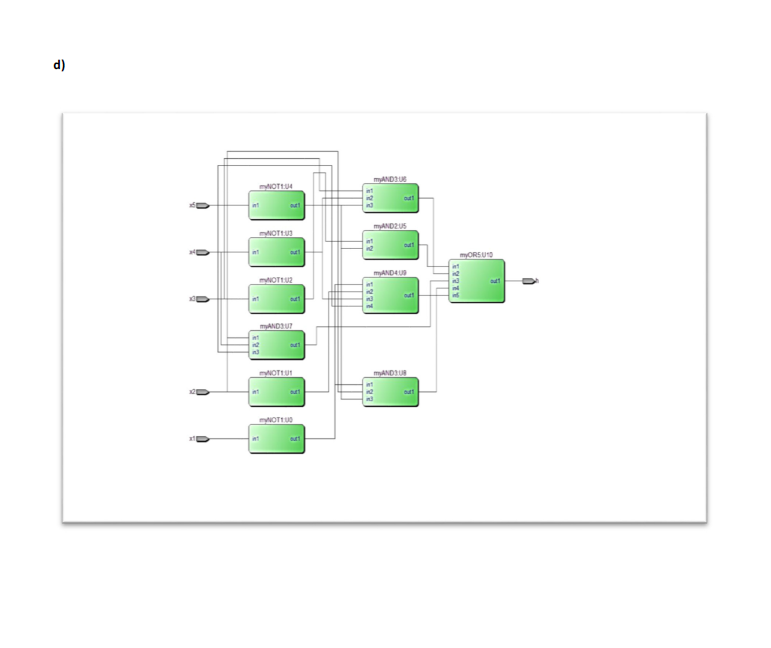 d)
myNOT1:U4
x5
in1 out1
myNOT1:U3
x4
in1 out1
myNOT1:U2
x3
in1 out1
myAND3:U7
in1
in2 out1
in3
myNOT1:U1
x2
in1 out1
myNOT1:U0
x1
in1 out1
myAND3:U6
in1
in2 out1
in3
myAND2:U5
in1 out1
in2
myAND4:U9
in1
in2 out1
in3
in4
myAND3:U8
in1
in2 out1
in3
myOR5:U10
in1
in2
in3 out1
in4
in5
h